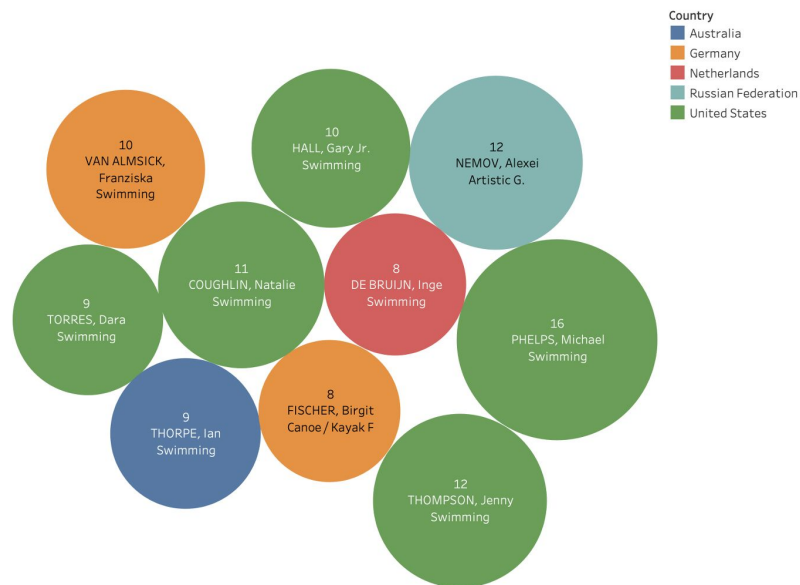 Country
Australia
Germany
Netherlands
Russian Federation
United States
10
VAN ALMSICK,
Franziska
Swimming
10
HALL, Gary Jr.
Swimming
12
NEMOV, Alexei
Artistic G.
11
COUGHLIN, Natalie
Swimming
8
DE BRUIJN, Inge
Swimming
9
TORRES, Dara
Swimming
16
PHELPS, Michael
Swimming
9
THORPE, Ian
Swimming
8
FISCHER, Birgit
Canoe / Kayak F
12
THOMPSON, Jenny
Swimming